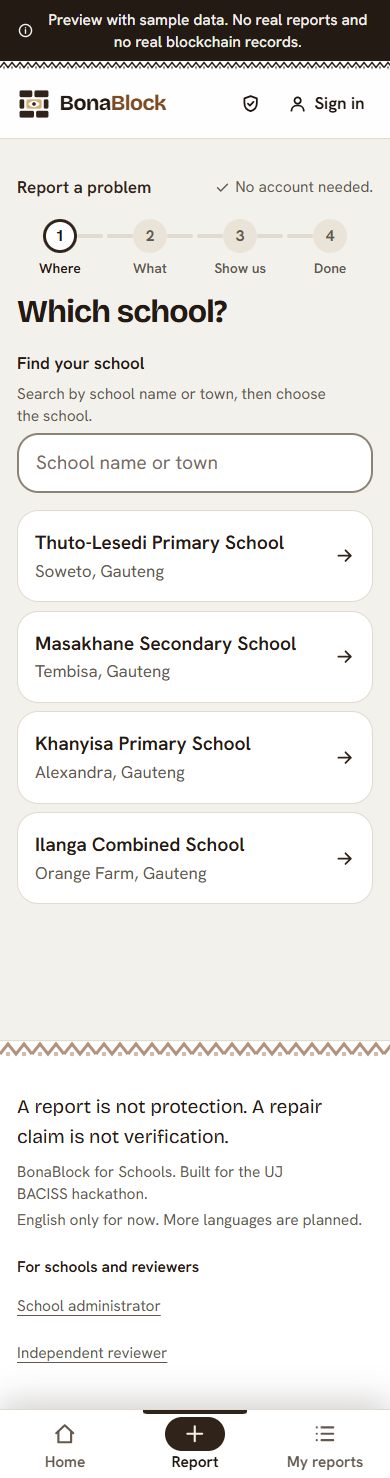 Preview with sample data. No real reports and
no real blockchain records.
BonaBlock
Sign in
Report a problem
No account needed.
1
2
3
4
Where
What
Show us
Done
Which school?
Find your school
Search by school name or town, then choose
the school.
School name or town
Thuto-Lesedi Primary School
Soweto, Gauteng
Masakhane Secondary School
Tembisa, Gauteng
Khanyisa Primary School
Alexandra, Gauteng
Ilanga Combined School
Orange Farm, Gauteng
A report is not protection. A repair
claim is not verification.
BonaBlock for Schools. Built for the UJ
BACISS hackathon.
English only for now. More languages are planned.
For schools and reviewers
School administrator
Independent reviewer
Home
Report
My reports